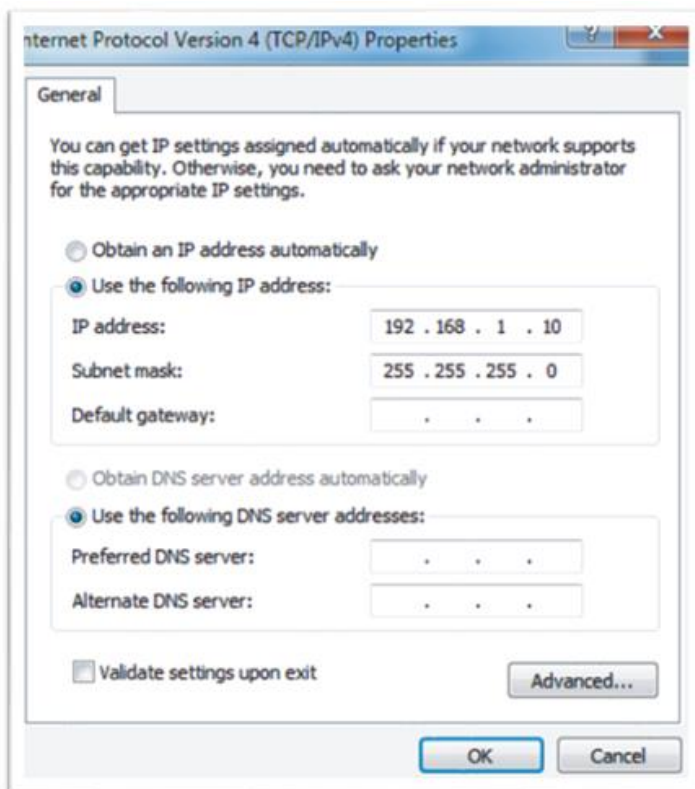 nternet Protocol Version 4 (TCP/IPv4) Properties
? X
General
You can get IP settings assigned automatically if your network supports
this capability. Otherwise, you need to ask your network administrator
for the appropriate IP settings.
Obtain an IP address automatically
Use the following IP address:
IP address: 192 . 168 . 1 . 10
Subnet mask: 255 . 255 . 255 . 0
Default gateway: . . .
Obtain DNS server address automatically
Use the following DNS server addresses:
Preferred DNS server: . . .
Alternate DNS server: . . .
Validate settings upon exit
Advanced...
OK Cancel